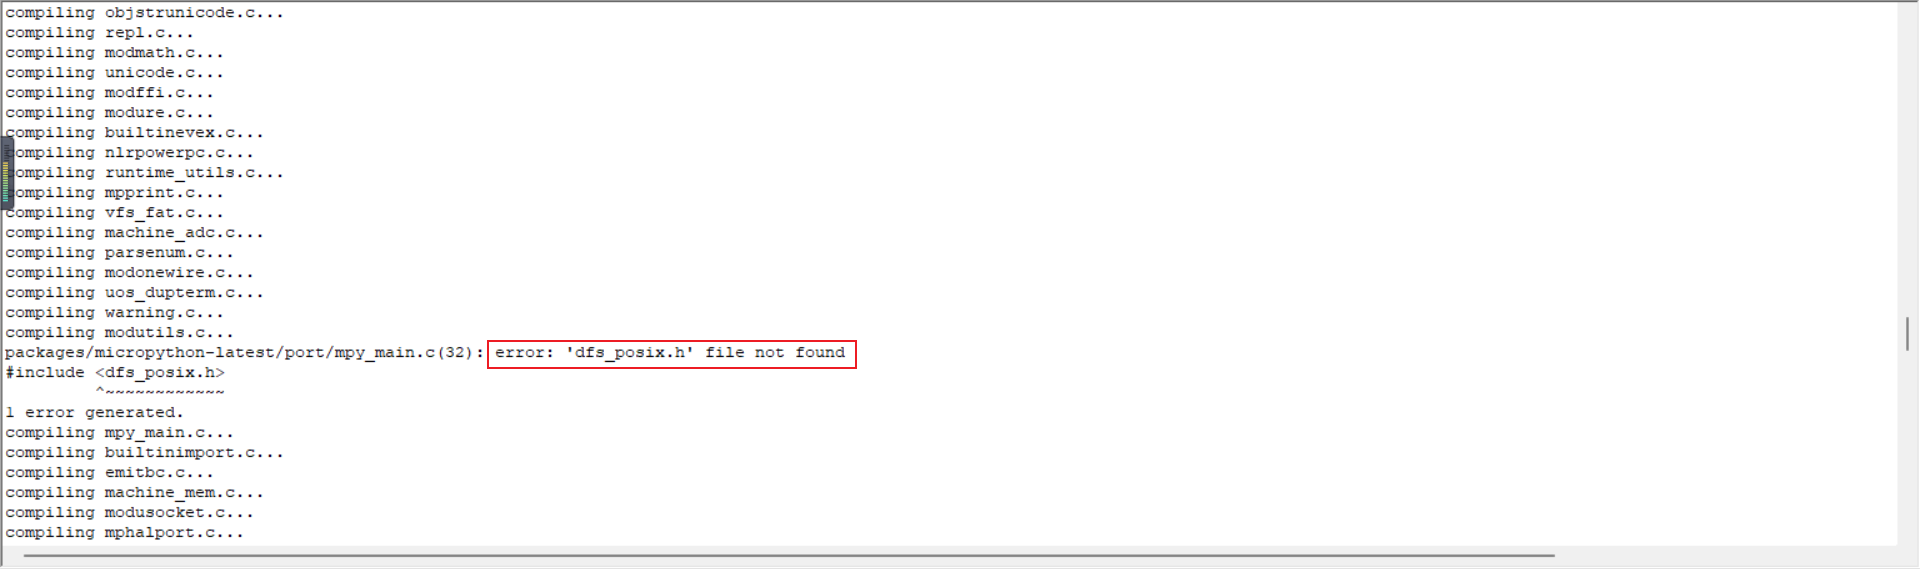 compiling objstrunicode.c...
compiling repl.c...
compiling modmath.c...
compiling unicode.c...
compiling modffi.c...
compiling modure.c...
compiling builtinevex.c...
compiling nlrpowerpc.c...
compiling runtime_utils.c...
compiling mpprint.c...
compiling vfs_fat.c...
compiling machine_adc.c...
compiling parsenum.c...
compiling modonewire.c...
compiling uos_dupterm.c...
compiling warning.c...
compiling modutils.c...
packages/micropython-latest/port/mpy_main.c(32): error: 'dfs_posix.h' file not found
#include <dfs_posix.h>
^~~~~~~~~~~~~
1 error generated.
compiling mpy_main.c...
compiling builtinimport.c...
compiling emitbc.c...
compiling machine_mem.c...
compiling modusocket.c...
compiling mphalport.c...